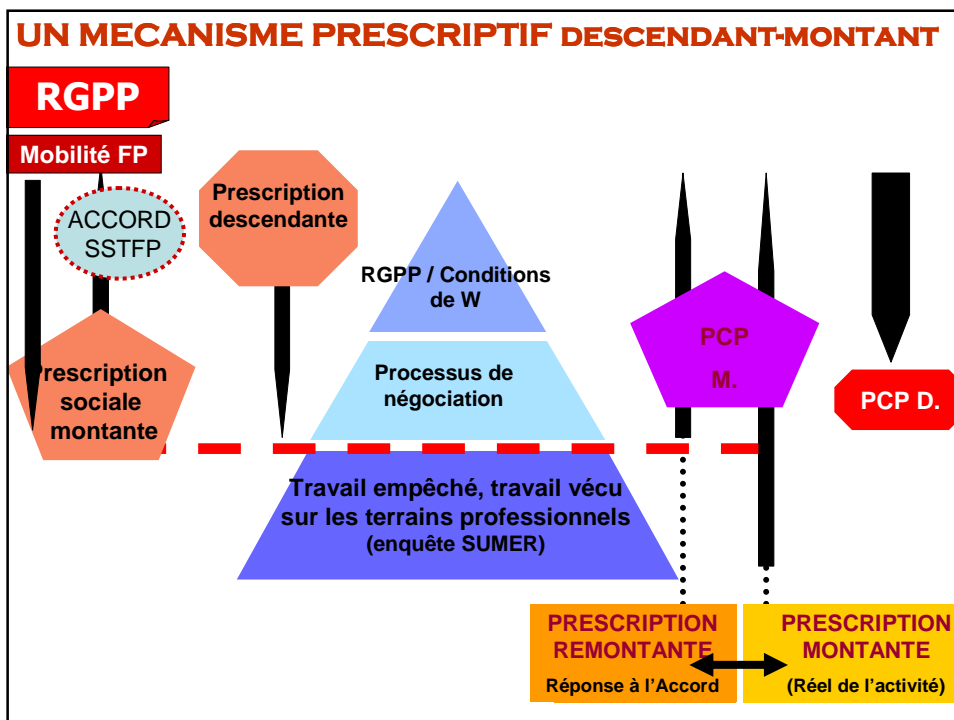 UN MECANISME PRESCRIPTIF DESCENDANT-MONTANT
RGPP
Mobilité FP
ACCORD
SSTFP
Prescription
descendante
RGPP / Conditions
de W
Prescription
sociale
montante
Processus de
négociation
PCP
M.
PCP D.
Travail empêché, travail vécu
sur les terrains professionnels
(enquête SUMER)
PRESCRIPTION
REMONTANTE
Réponse à l'Accord
PRESCRIPTION
MONTANTE
(Réel de l'activité)